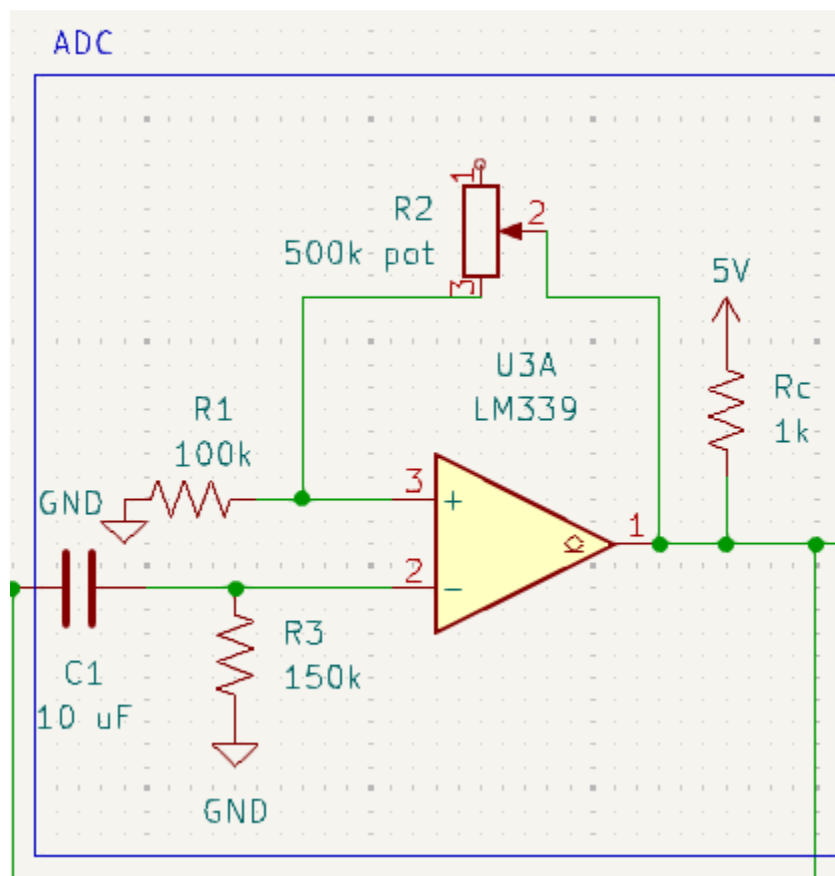 ADC
1
R2
2
500k pot
3
5V
U3A
LM339
Rc
1k
R1
100k
3
GND
+
1
2
-
R3
150k
C1
10 uF
GND